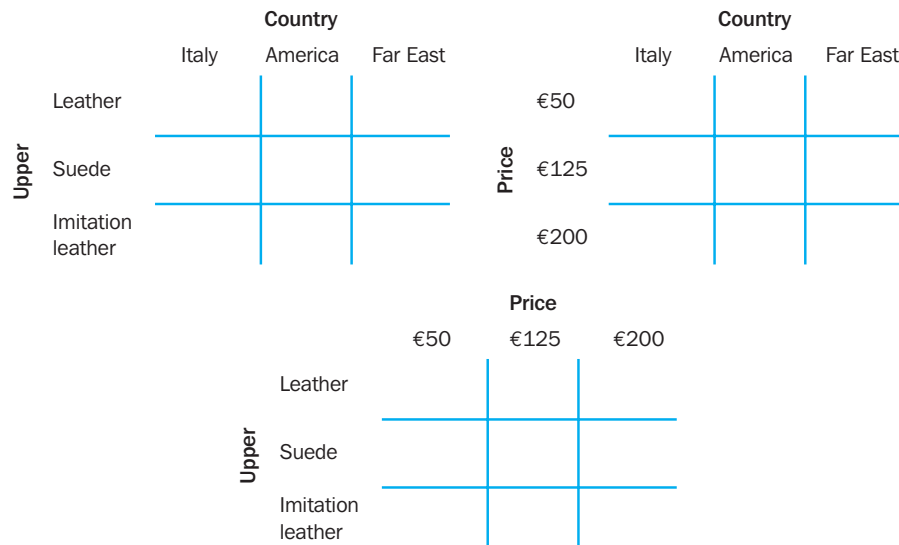 Country
Italy America Far East
Upper
Leather
Suede
Imitation
leather
Country
Italy America Far East
Price
€50
€125
€200
Price
€50 €125 €200
Upper
Leather
Suede
Imitation
leather